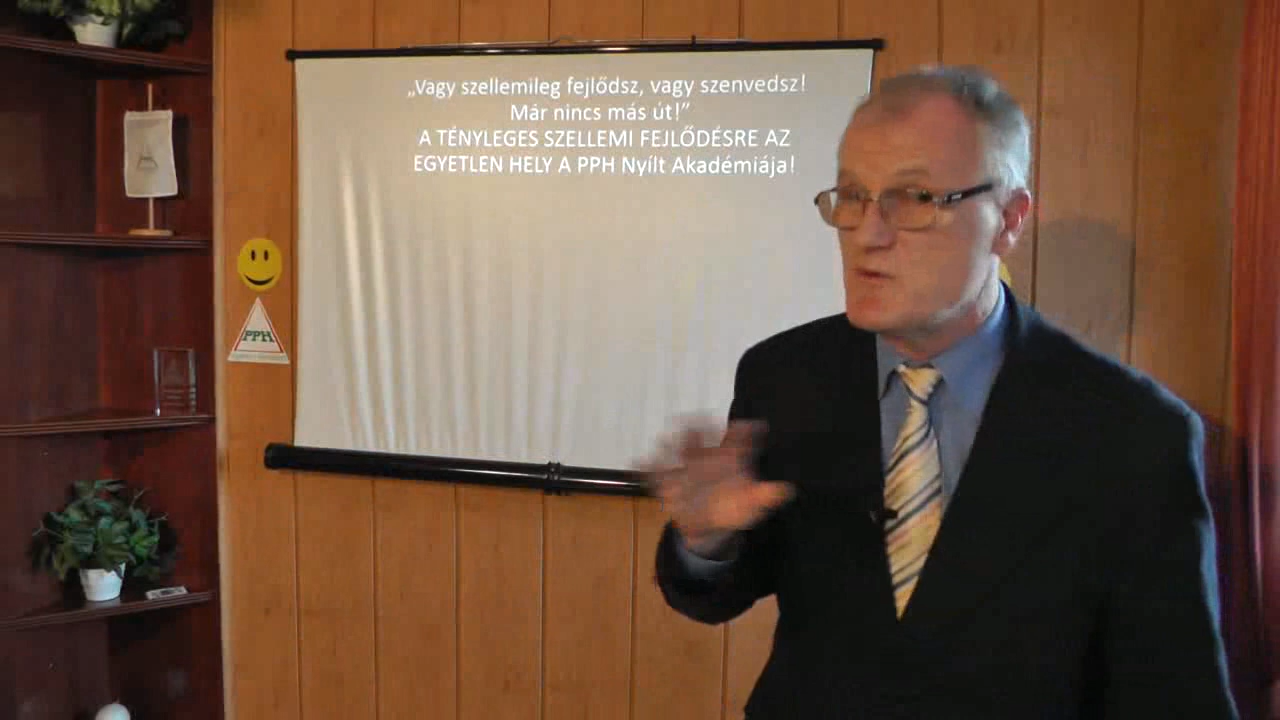 „Vagy szellemileg fejlődsz, vagy szenvedsz!
Már nincs más út!”
A TÉNYLEGES SZELLEMI FEJLŐDÉSRE AZ
EGYETLEN HELY A PPH Nyílt Akadémiája!
PPH